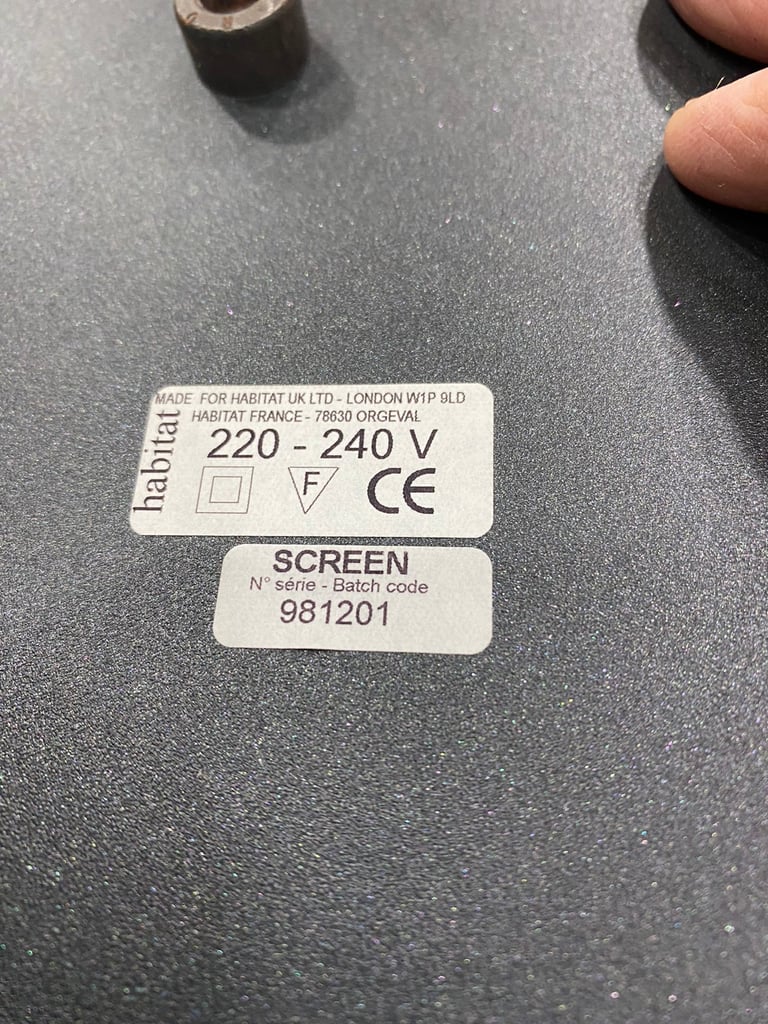 habitat
MADE FOR HABITAT UK LTD - LONDON W1P 9LD
HABITAT FRANCE - 78630 ORGEVAL
220 - 240 V
F CE
SCREEN
N° série - Batch code
981201